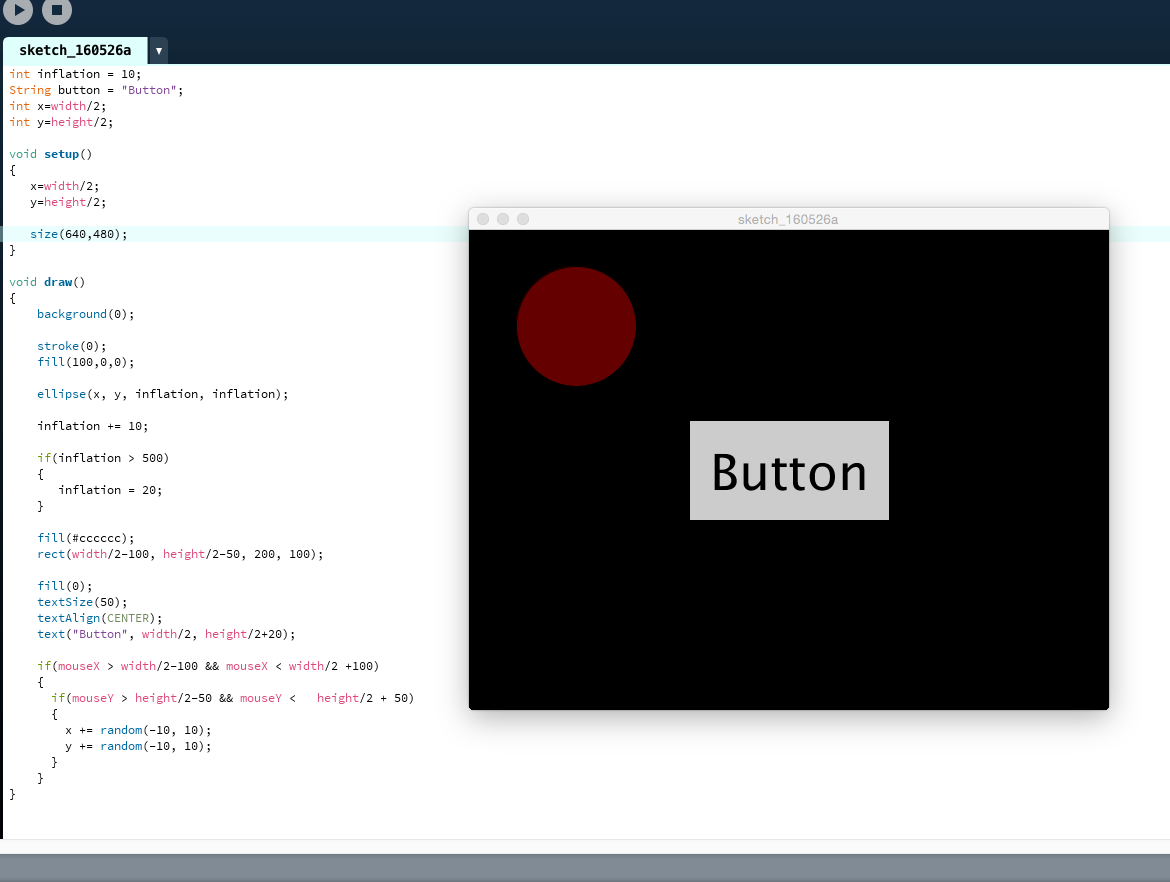 sketch_160526a
int inflation = 10;
String button = "Button";
int x=width/2;
int y=height/2;
void setup()
{
x=width/2;
y=height/2;
size(640,480);
}
void draw()
{
background(0);
stroke(0);
fill(100,0,0);
ellipse(x, y, inflation, inflation);
inflation += 10;
if(inflation > 500)
{
inflation = 20;
}
fill(#cccccc);
rect(width/2-100, height/2-50, 200, 100);
fill(0);
textSize(50);
textAlign(CENTER);
text("Button", width/2, height/2+20);
if(mouseX > width/2-100 && mouseX < width/2 +100)
{
if(mouseY > height/2-50 && mouseY <   height/2 + 50)
{
x += random(-10, 10);
y += random(-10, 10);
}
}
}
sketch_160526a
Button